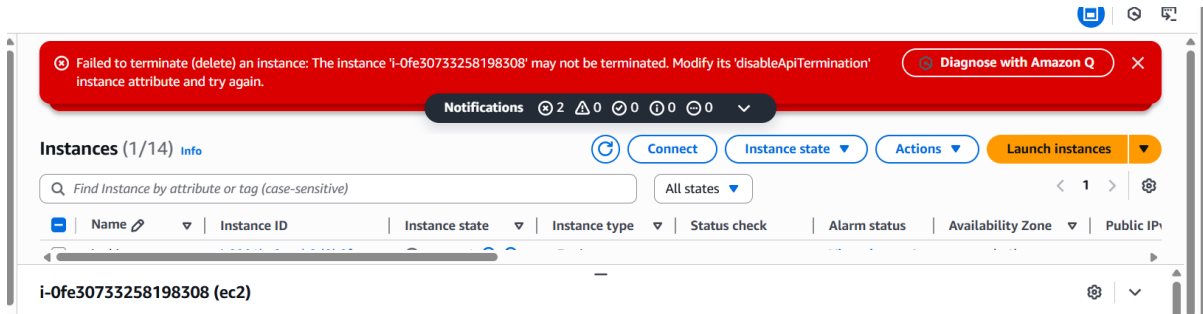 Failed to terminate (delete) an instance: The instance 'i-0fe30733258198308' may not be terminated. Modify its 'disableApiTermination'
instance attribute and try again.
Diagnose with Amazon Q
Notifications 2 0 0 0 0
Instances (1/14) Info
Connect
Instance state
Actions
Launch instances
Find Instance by attribute or tag (case-sensitive)
All states
1
Name Instance ID Instance state Instance type Status check Alarm status Availability Zone Public IPv
i-0fe30733258198308 (ec2)